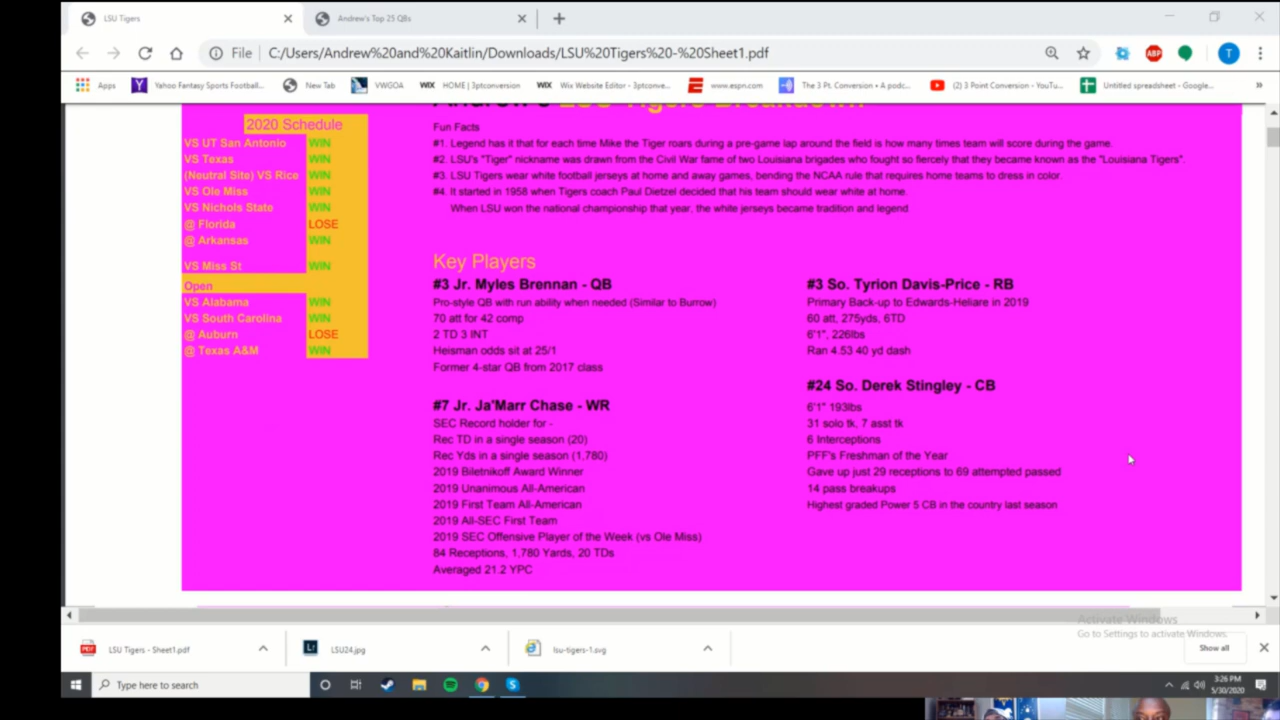 LSU Tigers
Andrew's Top 25 QBs
File
C:/Users/Andrew%20and%20Kaitlin/Downloads/LSU%20Tigers%20-%20Sheet1.pdf
T
Apps
Yahoo Fantasy Sports Football...
New Tab
VWGOA
WIX HOME | 3ptconversion
WIX Wix Website Editor - 3ptconve...
www.espn.com
The 3 Pt. Conversion • A podc...
(2) 3 Point Conversion - YouTu...
Untitled spreadsheet - Google...
»
Andrew's LSU Tigers Breakdown
2020 Schedule
VS UT San Antonio WIN
VS Texas WIN
(Neutral Site) VS Rice WIN
VS Ole Miss WIN
VS Nichols State WIN
@ Florida LOSE
@ Arkansas WIN
VS Miss St WIN
Open
VS Alabama WIN
VS South Carolina WIN
@ Auburn LOSE
@ Texas A&M WIN
Fun Facts
#1. Legend has it that for each time Mike the Tiger roars during a pre-game lap around the field is how many times team will score during the game.
#2. LSU's "Tiger" nickname was drawn from the Civil War fame of two Louisiana brigades who fought so fiercely that they became known as the "Louisiana Tigers".
#3. LSU Tigers wear white football jerseys at home and away games, bending the NCAA rule that requires home teams to dress in color.
#4. It started in 1958 when Tigers coach Paul Dietzel decided that his team should wear white at home.
When LSU won the national championship that year, the white jerseys became tradition and legend
Key Players
#3 Jr. Myles Brennan - QB
Pro-style QB with run ability when needed (Similar to Burrow)
70 att for 42 comp
2 TD 3 INT
Heisman odds sit at 25/1
Former 4-star QB from 2017 class
#7 Jr. Ja'Marr Chase - WR
SEC Record holder for -
Rec TD in a single season (20)
Rec Yds in a single season (1,780)
2019 Biletnikoff Award Winner
2019 Unanimous All-American
2019 First Team All-American
2019 All-SEC First Team
2019 SEC Offensive Player of the Week (vs Ole Miss)
84 Receptions, 1,780 Yards, 20 TDs
Averaged 21.2 YPC
#3 So. Tyrion Davis-Price - RB
Primary Back-up to Edwards-Heliare in 2019
60 att, 275yds, 6TD
6'1", 226lbs
Ran 4.53 40 yd dash
#24 So. Derek Stingley - CB
6'1" 193lbs
31 solo tk, 7 asst tk
6 Interceptions
PFF's Freshman of the Year
Gave up just 29 receptions to 69 attempted passed
14 pass breakups
Highest graded Power 5 CB in the country last season
Activate Windows
Go to Settings to activate Windows.
LSU Tigers - Sheet1.pdf
LSU24.jpg
lsu-tigers-1.svg
Show all
Type here to search
3:26 PM
5/30/2020